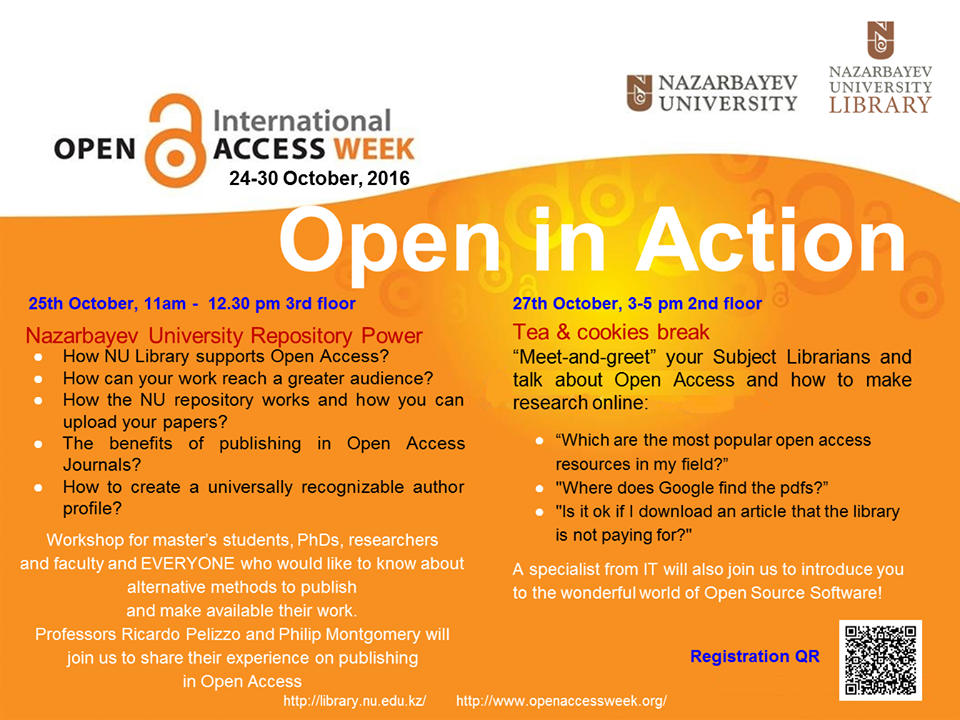 NAZARBAYEV
UNIVERSITY
NAZARBAYEV
UNIVERSITY
LIBRARY
International
OPEN ACCESS WEEK
24-30 October, 2016
Open in Action
25th October, 11am - 12.30 pm 3rd floor
Nazarbayev University Repository Power
● How NU Library supports Open Access?
● How can your work reach a greater audience?
● How the NU repository works and how you can
upload your papers?
● The benefits of publishing in Open Access
Journals?
● How to create a universally recognizable author
profile?
Workshop for master's students, PhDs, researchers
and faculty and EVERYONE who would like to know about
alternative methods to publish
and make available their work.
Professors Ricardo Pelizzo and Philip Montgomery will
join us to share their experience on publishing
in Open Access
27th October, 3-5 pm 2nd floor
Tea & cookies break
“Meet-and-greet” your Subject Librarians and
talk about Open Access and how to make
research online:
● “Which are the most popular open access
resources in my field?”
● "Where does Google find the pdfs?”
● "Is it ok if I download an article that the library
is not paying for?"
A specialist from IT will also join us to introduce you
to the wonderful world of Open Source Software!
Registration QR
http://library.nu.edu.kz/ http://www.openaccessweek.org/